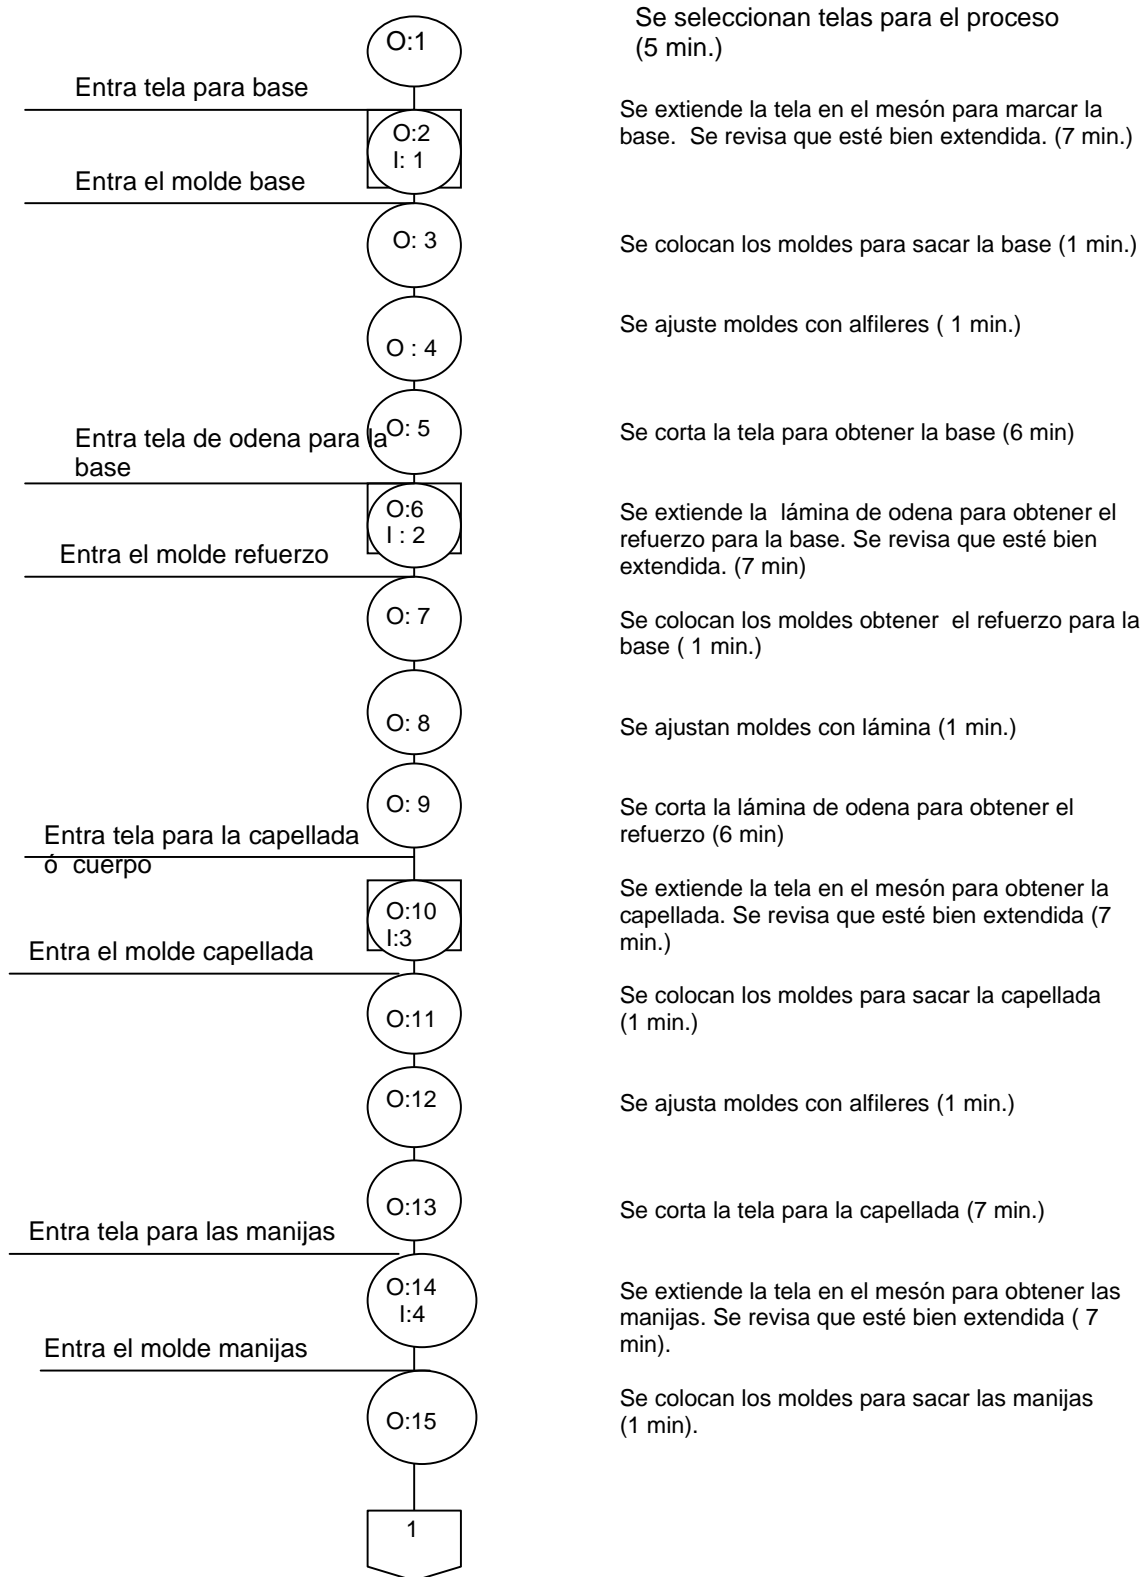 Se seleccionan telas para el proceso
(5 min.)
O:1
Entra tela para base
Se extiende la tela en el mesón para marcar la
base.  Se revisa que esté bien extendida. (7 min.)
O:2
I: 1
Entra el molde base
O: 3
Se colocan los moldes para sacar la base (1 min.)
O : 4
Se ajuste moldes con alfileres ( 1 min.)
O: 5
Se corta la tela para obtener la base (6 min)
Entra tela de odena para la
base
O:6
I : 2
Se extiende la  lámina de odena para obtener el
refuerzo para la base. Se revisa que esté bien
extendida. (7 min)
Entra el molde refuerzo
O: 7
Se colocan los moldes obtener  el refuerzo para la
base ( 1 min.)
O: 8
Se ajustan moldes con lámina (1 min.)
O: 9
Se corta la lámina de odena para obtener el
refuerzo (6 min)
Entra tela para la capellada
ó  cuerpo
O:10
I:3
Se extiende la tela en el mesón para obtener la
capellada. Se revisa que esté bien extendida (7
min.)
Entra el molde capellada
O:11
Se colocan los moldes para sacar la capellada
(1 min.)
O:12
Se ajusta moldes con alfileres (1 min.)
O:13
Se corta la tela para la capellada (7 min.)
Entra tela para las manijas
O:14
I:4
Se extiende la tela en el mesón para obtener las
manijas. Se revisa que esté bien extendida ( 7
min).
Entra el molde manijas
O:15
Se colocan los moldes para sacar las manijas
(1 min).
1